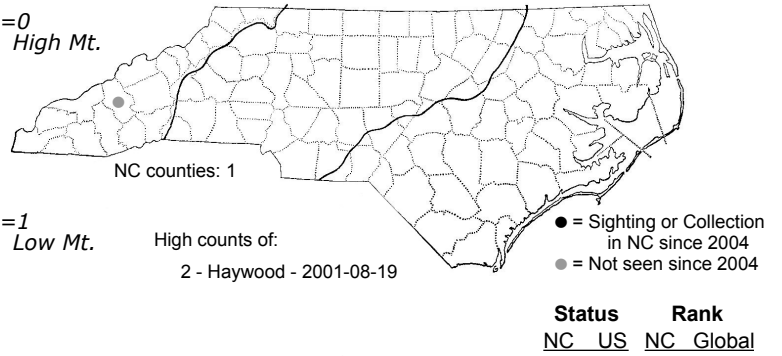 =0
High Mt.
NC counties: 1
=1
Low Mt.
High counts of:
2 - Haywood - 2001-08-19
● = Sighting or Collection
in NC since 2004
● = Not seen since 2004
Status Rank
NC US NC Global